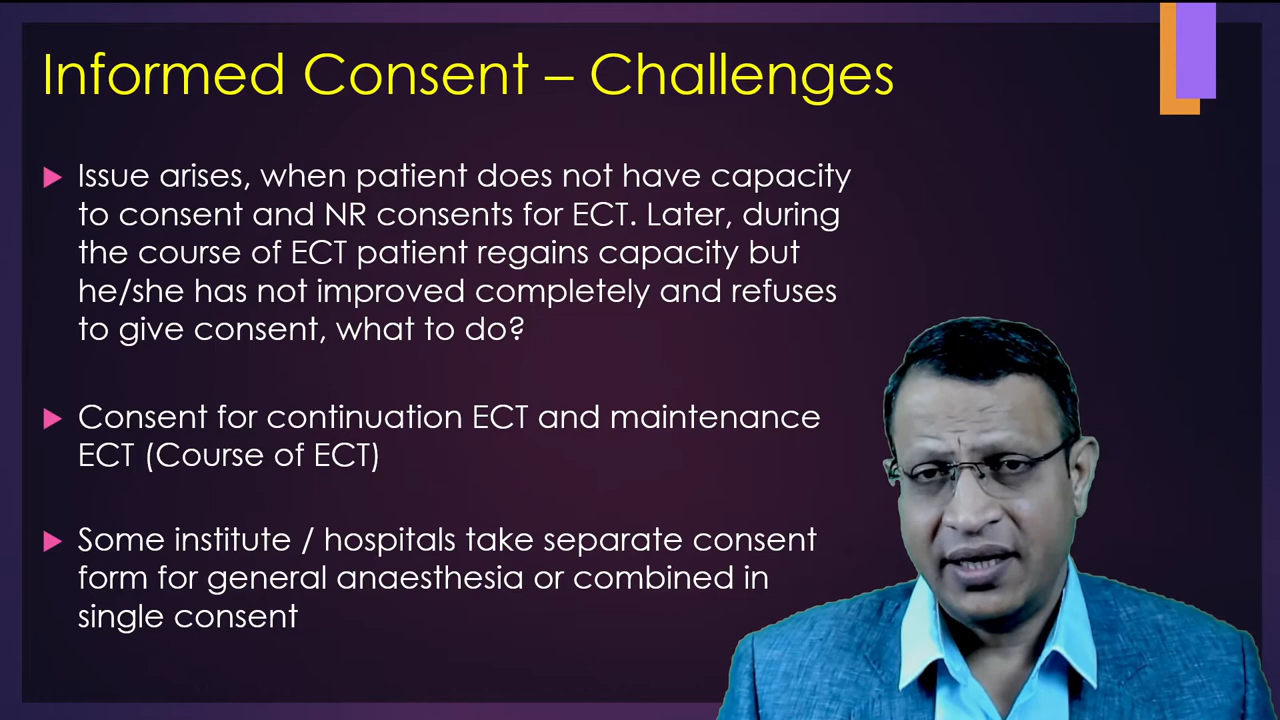 Informed Consent – Challenges
Issue arises, when patient does not have capacity
to consent and NR consents for ECT. Later, during
the course of ECT patient regains capacity but
he/she has not improved completely and refuses
to give consent, what to do?
Consent for continuation ECT and maintenance
ECT (Course of ECT)
Some institute / hospitals take separate consent
form for general anaesthesia or combined in
single consent